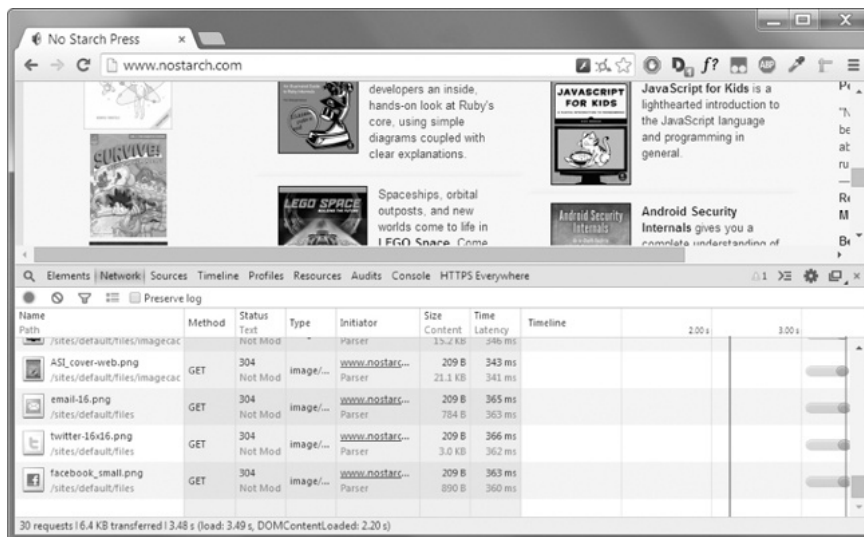 No Starch Press ×
www.nostarch.com
D
f?
ABP
developers an inside,
hands-on look at Ruby's
core, using simple
diagrams coupled with
clear explanations.
JAVASCRIPT
FOR KIDS
JavaScript for Kids is a
lighthearted introduction to
the JavaScript language
and programming in
general.
SURVIVE!
LEGO SPACE
BUILDING THE FUTURE
Spaceships, orbital
outposts, and new
worlds come to life in
LEGO Space. Come
Android Security
Internals
Android Security
Internals gives you a
complete understanding of
Elements Network Sources Timeline Profiles Resources Audits Console HTTPS Everywhere 1
Preserve log
Name Method Status Type Initiator Size Time Timeline 2.00 s 3.00 s
Path Text Content Latency
/sites/default/files/imagecac Not Mod Parser 15.2 KB 346 ms
ASI_cover-web.png GET 304 image/... www.nostarc... 209 B 343 ms
/sites/default/files/imagecac Not Mod Parser 21.1 KB 341 ms
email-16.png GET 304 image/... www.nostarc... 209 B 365 ms
/sites/default/files Not Mod Parser 784 B 363 ms
twitter-16x16.png GET 304 image/... www.nostarc... 209 B 366 ms
/sites/default/files Not Mod Parser 3.0 KB 362 ms
facebook_small.png GET 304 image/... www.nostarc... 209 B 363 ms
/sites/default/files Not Mod Parser 890 B 360 ms
30 requests | 6.4 KB transferred | 3.48 s (load: 3.49 s, DOMContentLoaded: 2.20 s)